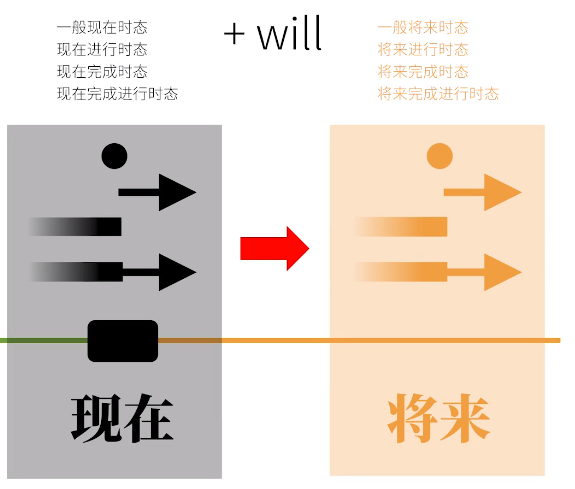 一般现在时态
现在进行时态
现在完成时态
现在完成进行时态
+ will
一般将来时态
将来进行时态
将来完成时态
将来完成进行时态
现在
将来